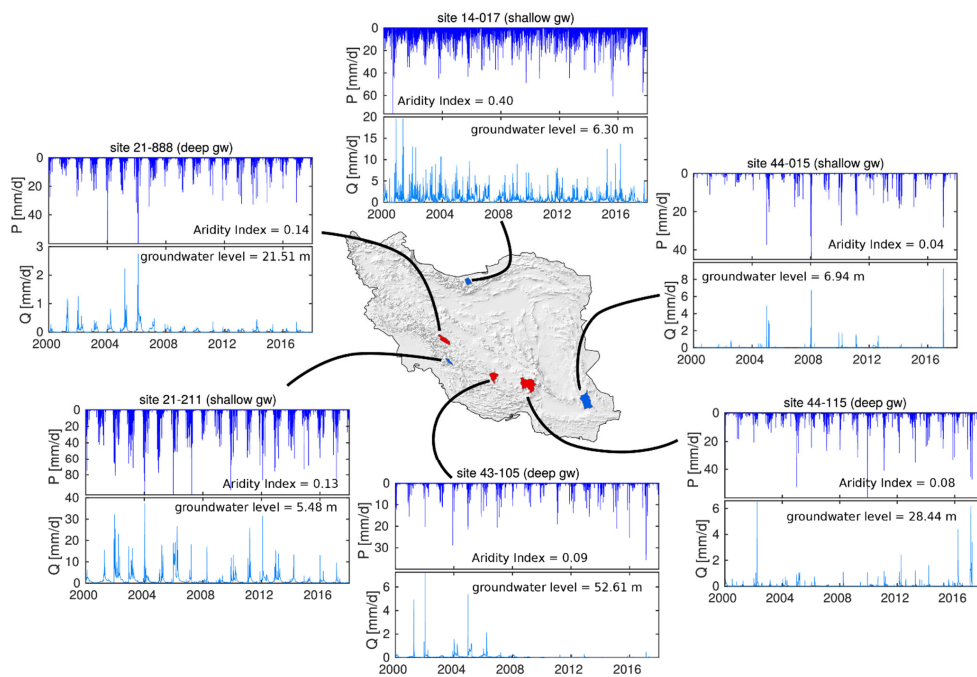 site 14-017 (shallow gw)
0
20
40
60
P [mm/d]
Aridity Index = 0.40
20
15
10
5
0
Q [mm/d]
groundwater level = 6.30 m
2000 2004 2008 2012 2016
site 21-888 (deep gw)
0
20
40
P [mm/d]
Aridity Index = 0.14
3
2
1
0
Q [mm/d]
groundwater level = 21.51 m
2000 2004 2008 2012 2016
site 44-015 (shallow gw)
0
20
40
P [mm/d]
Aridity Index = 0.04
8
6
4
2
0
Q [mm/d]
groundwater level = 6.94 m
2000 2004 2008 2012 2016
site 21-211 (shallow gw)
0
20
40
60
80
P [mm/d]
Aridity Index = 0.13
40
30
20
10
0
Q [mm/d]
groundwater level = 5.48 m
2000 2004 2008 2012 2016
site 43-105 (deep gw)
0
10
20
30
P [mm/d]
Aridity Index = 0.09
6
4
2
0
Q [mm/d]
groundwater level = 52.61 m
2000 2004 2008 2012 2016
site 44-115 (deep gw)
0
20
40
P [mm/d]
Aridity Index = 0.08
6
4
2
0
Q [mm/d]
groundwater level = 28.44 m
2000 2004 2008 2012 2016